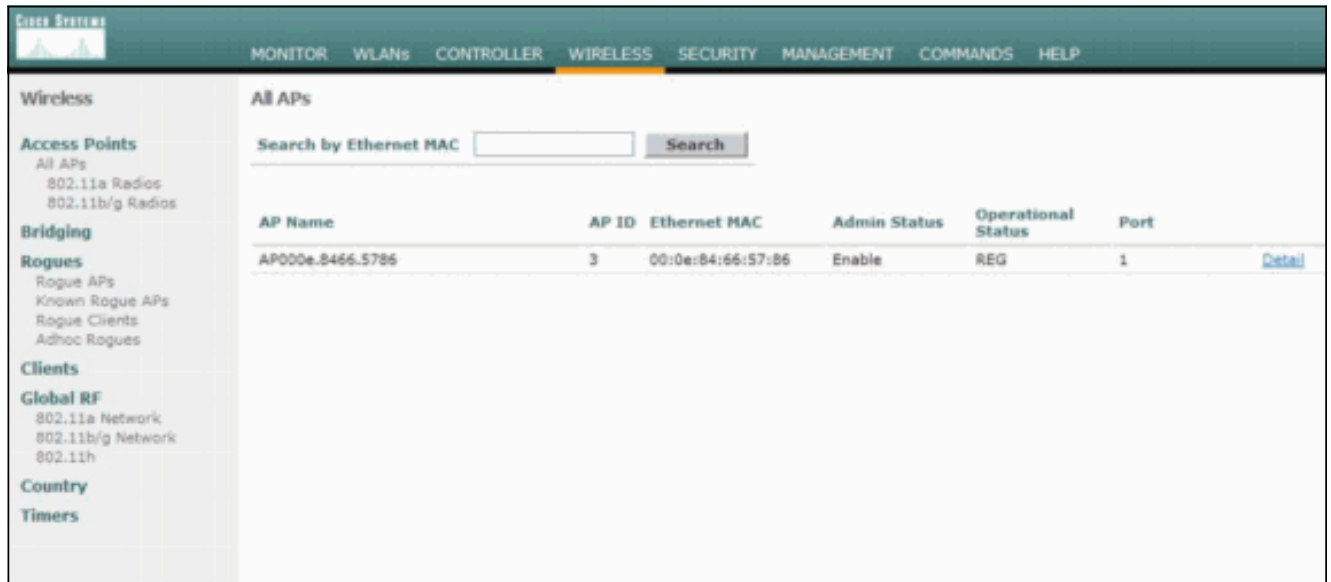 CISCO SYSTEMS
MONITOR WLANs CONTROLLER WIRELESS SECURITY MANAGEMENT COMMANDS HELP
Wireless
Access Points
All APs
802.11a Radios
802.11b/g Radios
Bridging
Rogues
Rogue APs
Known Rogue APs
Rogue Clients
Adhoc Rogues
Clients
Global RF
802.11a Network
802.11b/g Network
802.11h
Country
Timers
All APs
Search by Ethernet MAC Search
AP Name AP ID Ethernet MAC Admin Status Operational Status Port
AP000e.8466.5786 3 00:0e:84:66:57:86 Enable REG 1 Detail